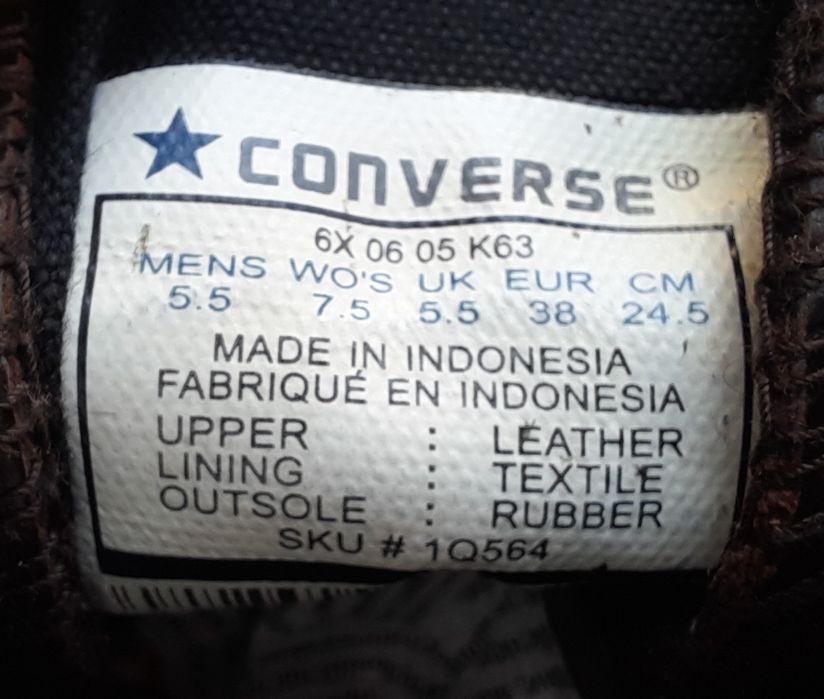 CONVERSE®
6X 06 05 K63
MENS WO'S UK EUR CM
5.5 7.5 5.5 38 24.5
MADE IN INDONESIA
FABRIQUÉ EN INDONESIA
UPPER : LEATHER
LINING : TEXTILE
OUTSOLE : RUBBER
SKU # 1Q564